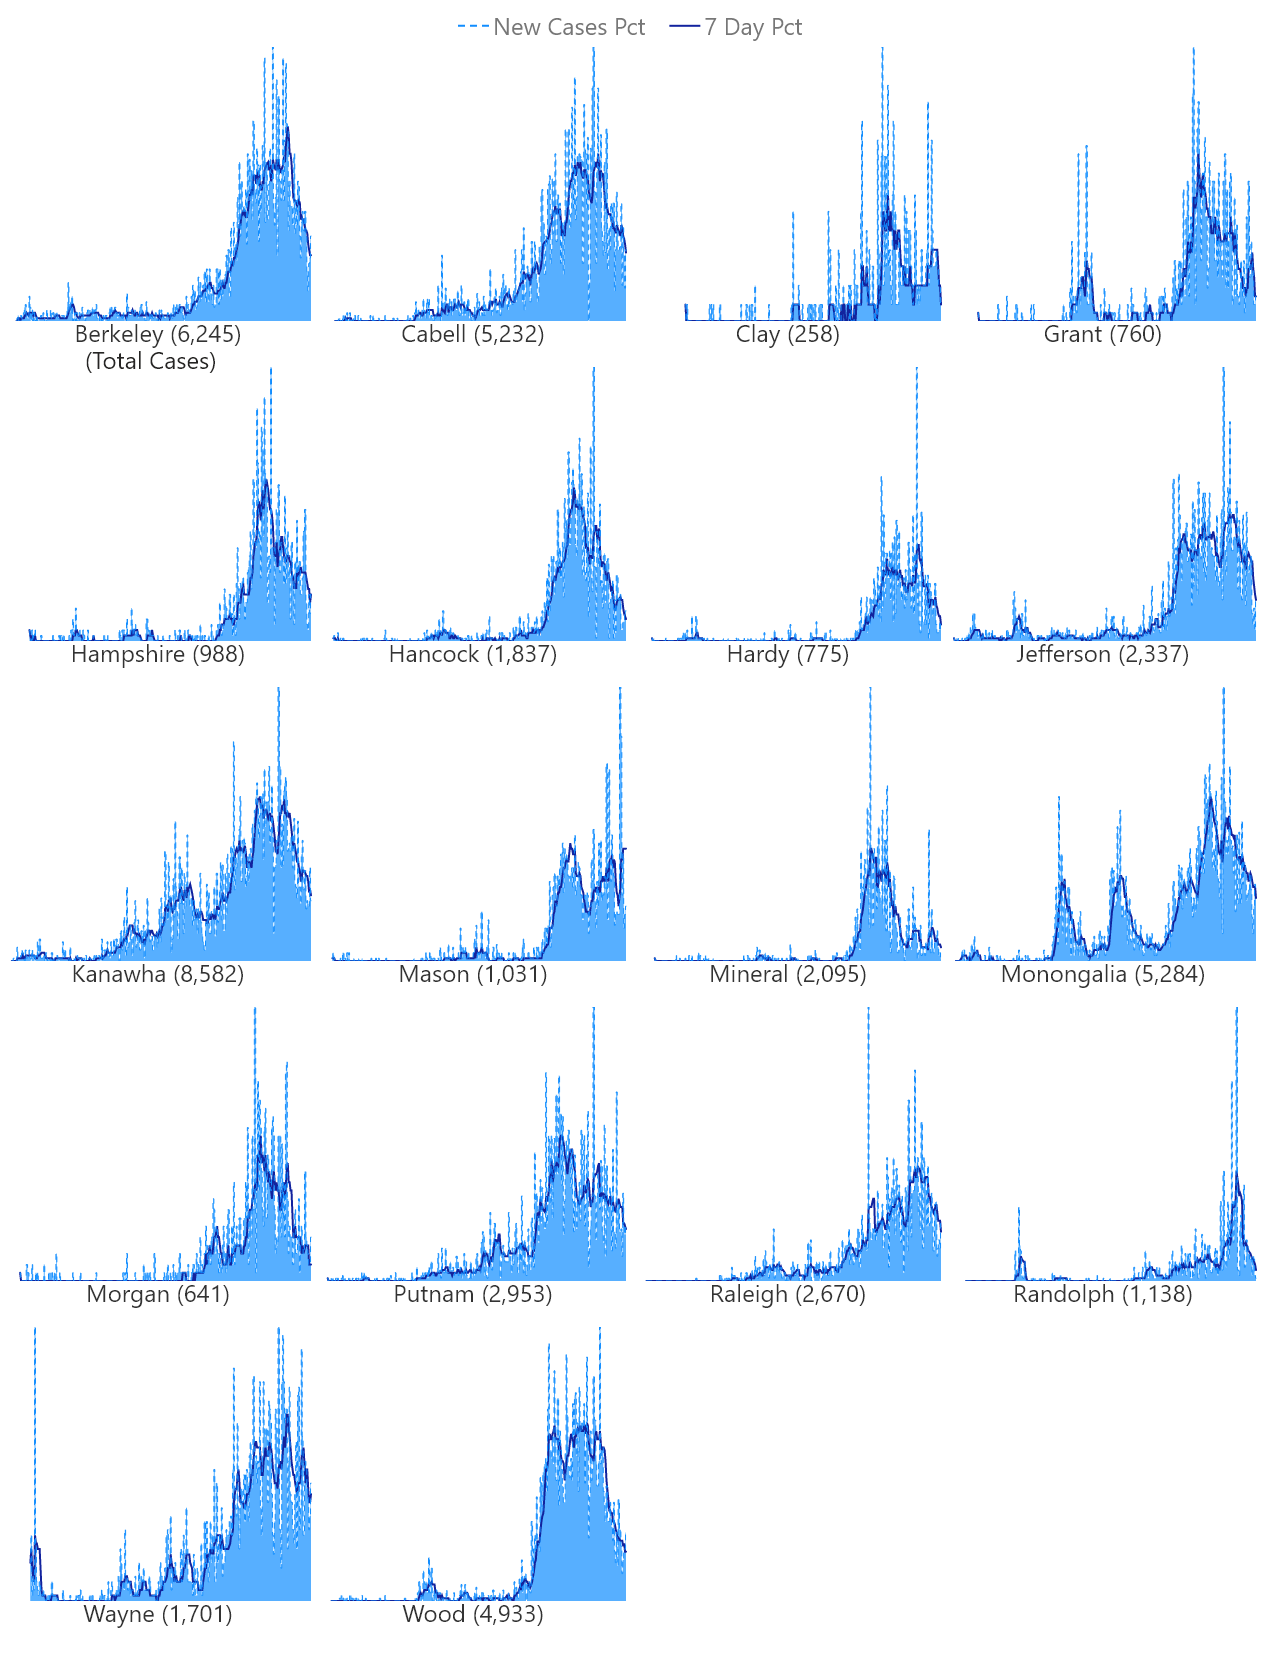 New Cases Pct 7 Day Pct
Berkeley (6,245) Cabell (5,232) Clay (258) Grant (760)
(Total Cases)
Hampshire (988) Hancock (1,837) Hardy (775) Jefferson (2,337)
Kanawha (8,582) Mason (1,031) Mineral (2,095) Monongalia (5,284)
Morgan (641) Putnam (2,953) Raleigh (2,670) Randolph (1,138)
Wayne (1,701) Wood (4,933)